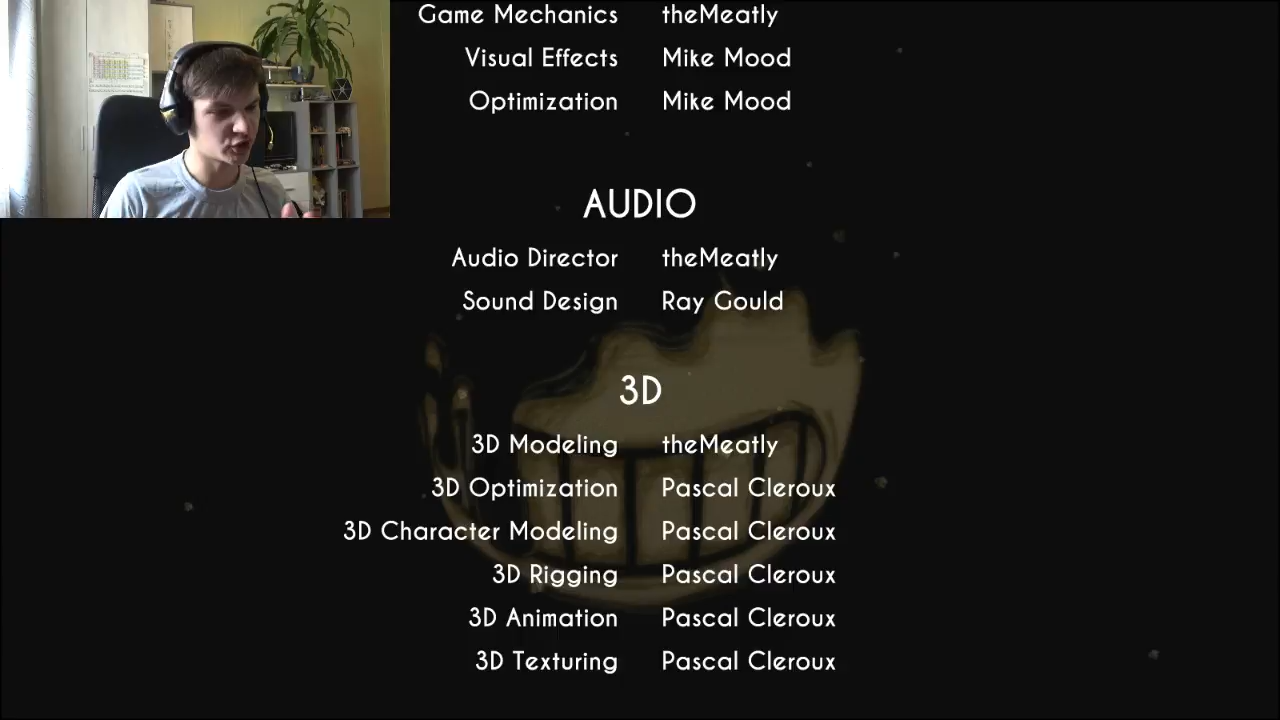 Game Mechanics theMeatly
Visual Effects Mike Mood
Optimization Mike Mood
AUDIO
Audio Director theMeatly
Sound Design Ray Gould
3D
3D Modeling theMeatly
3D Optimization Pascal Cleroux
3D Character Modeling Pascal Cleroux
3D Rigging Pascal Cleroux
3D Animation Pascal Cleroux
3D Texturing Pascal Cleroux